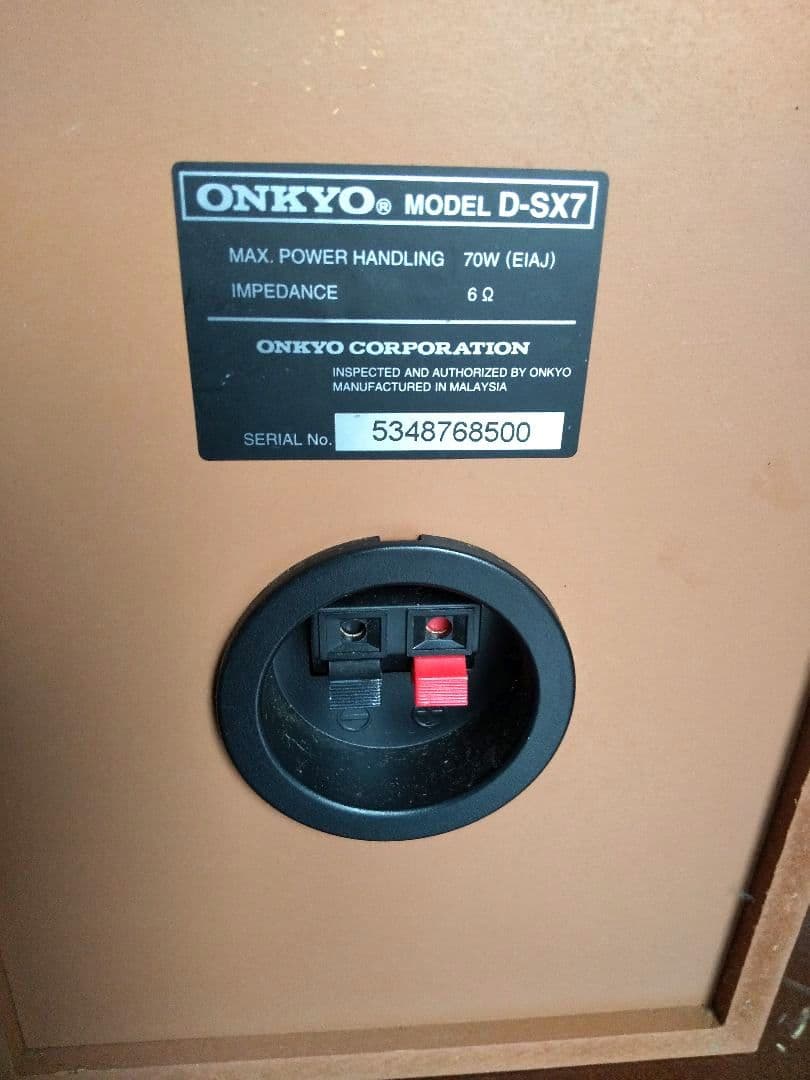 ONKYO® MODEL D-SX7
MAX. POWER HANDLING 70W (EIAJ)
IMPEDANCE 6 Ω
ONKYO CORPORATION
INSPECTED AND AUTHORIZED BY ONKYO
MANUFACTURED IN MALAYSIA
SERIAL No. 5348768500